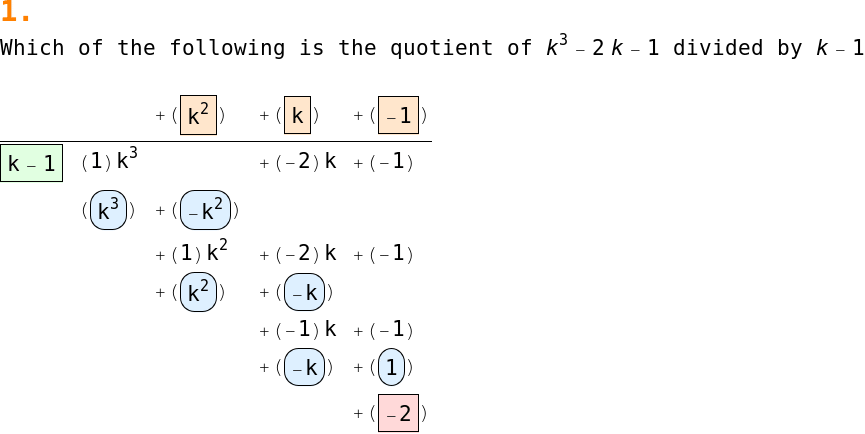 1.
Which of the following is the quotient of k³ − 2 k − 1 divided by k − 1
+ ( k² ) + ( k ) + ( −1 )
k − 1 (1) k³ + (−2) k + (−1)
( k³ ) + ( −k² )
+ (1) k² + (−2) k + (−1)
+ ( k² ) + ( −k )
+ (−1) k + (−1)
+ ( −k ) + ( 1 )
+ ( −2 )